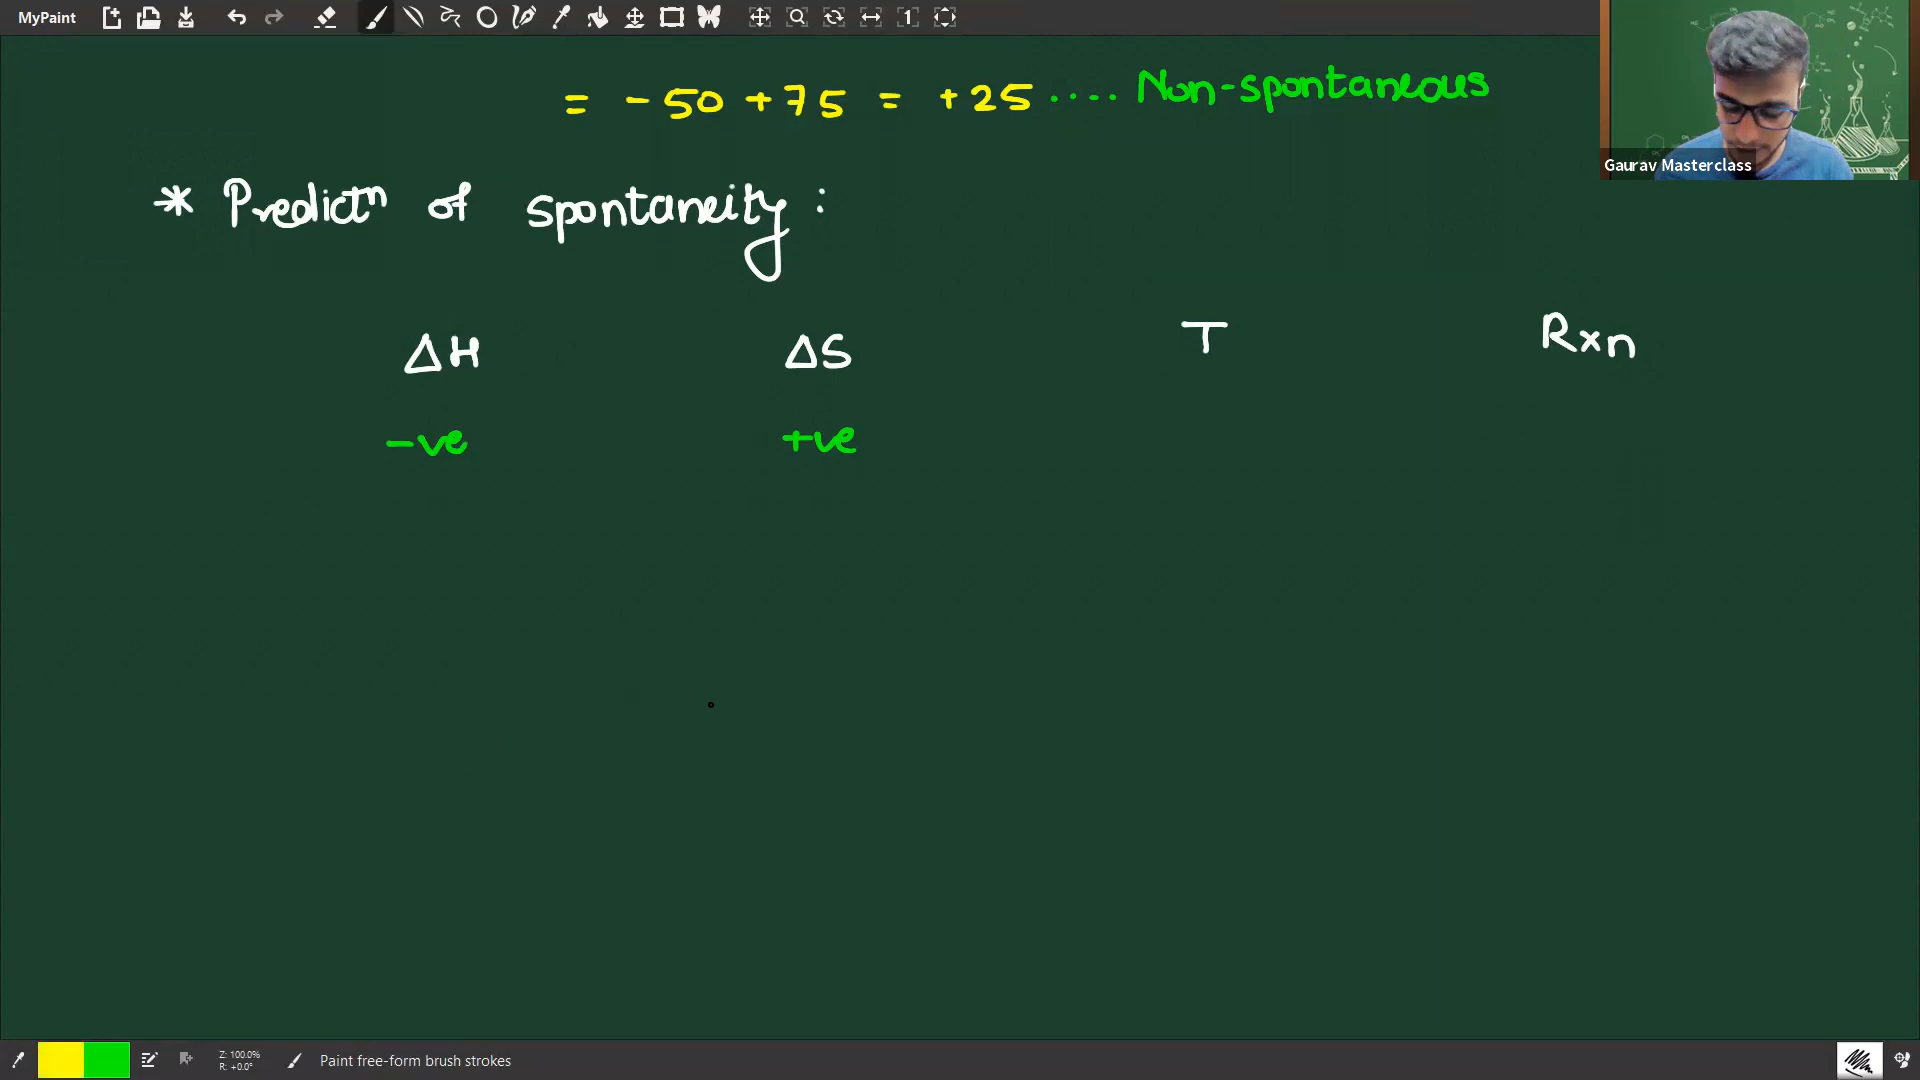 MyPaint
= - 50 + 75 = + 25 .... Non-spontaneous
Gaurav Masterclass
* Predictⁿ of spontaneity :
ΔH ΔS T Rxn
-ve +ve
Z: 100.0%
R: +0.0°
Paint free-form brush strokes